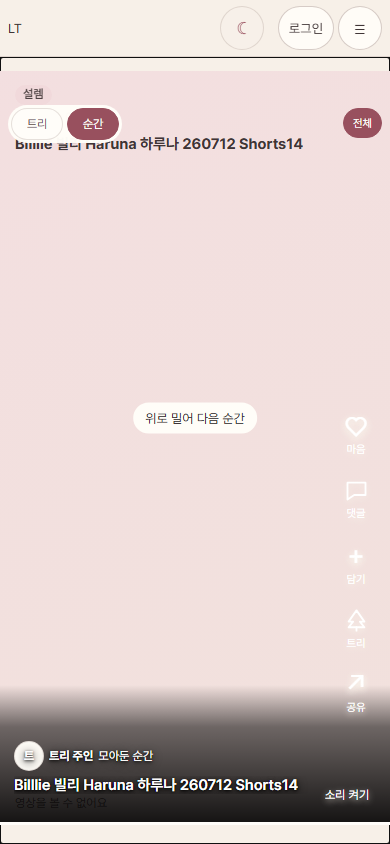 LT
로그인
설렘
트리
순간
전체
Billlie 빌리 Haruna 하루나 260712 Shorts14
위로 밀어 다음 순간
마음
댓글
담기
트리
공유
트 트리 주인 모아둔 순간
Billlie 빌리 Haruna 하루나 260712 Shorts14
영상을 볼 수 없어요
소리 켜기